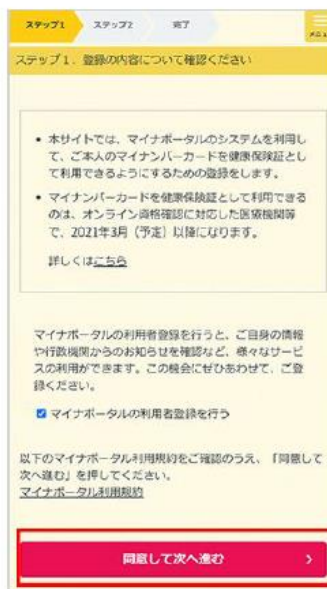 ステップ1
ステップ2
完了
メニュー
ステップ1．登録の内容について確認ください
• 本サイトでは、マイナポータルのシステムを利用し
て、ご本人のマイナンバーカードを健康保険証とし
て利用できるようにするための登録をします。
• マイナンバーカードを健康保険証として利用できる
のは、オンライン資格確認に対応した医療機関等
で、2021年3月（予定）以降になります。
詳しくはこちら
マイナポータルの利用者登録を行うと、ご自身の情報
や行政機関からのお知らせを確認など、様々なサービ
スの利用ができます。この機会にぜひあわせて、ご登
録ください。
マイナポータルの利用者登録を行う
以下のマイナポータル利用規約をご確認のうえ、「同意して
次へ進む」を押してください。
マイナポータル利用規約
同意して次へ進む